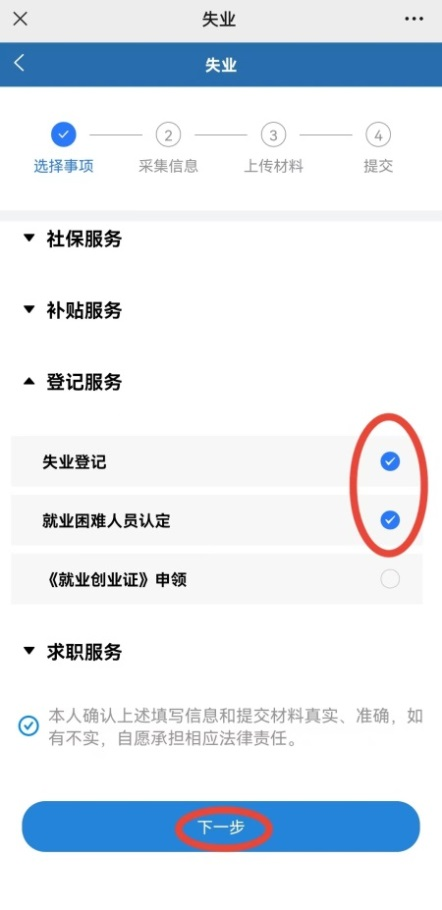 失业
失业
2
3
4
选择事项
采集信息
上传材料
提交
社保服务
补贴服务
登记服务
失业登记
就业困难人员认定
《就业创业证》申领
求职服务
本人确认上述填写信息和提交材料真实、准确，如
有不实，自愿承担相应法律责任。
下一步